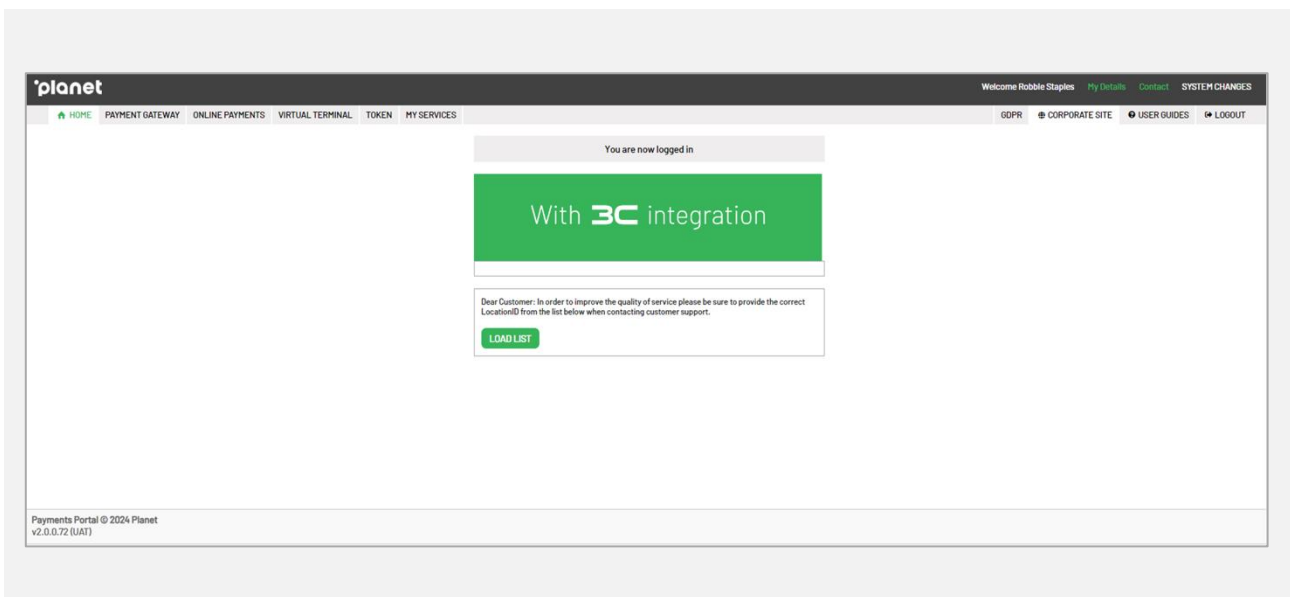 planet
Welcome Robbie Staples My Details Contact SYSTEM CHANGES
HOME PAYMENT GATEWAY ONLINE PAYMENTS VIRTUAL TERMINAL TOKEN MY SERVICES
GDPR CORPORATE SITE USER GUIDES LOGOUT
You are now logged in
With 3C integration
Dear Customer: In order to improve the quality of service please be sure to provide the correct
LocationID from the list below when contacting customer support.
LOAD LIST
Payments Portal © 2024 Planet
v2.0.0.72 (UAT)